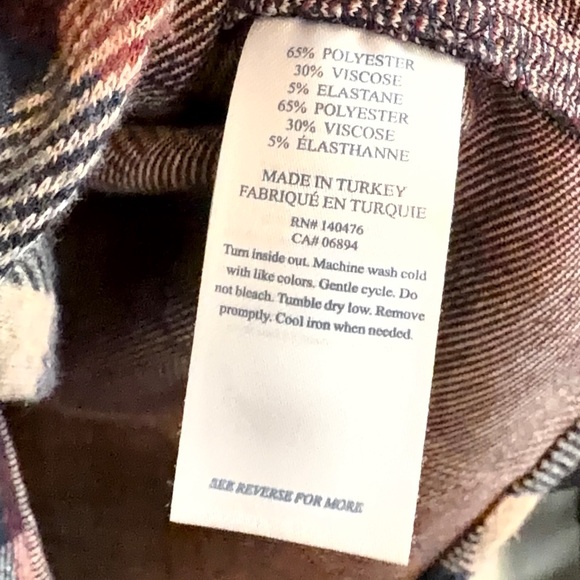 65% POLYESTER
30% VISCOSE
5% ELASTANE
65% POLYESTER
30% VISCOSE
5% ÉLASTHANNE
MADE IN TURKEY
FABRIQUÉ EN TURQUIE
RN# 140476
CA# 06894
Turn inside out. Machine wash cold
with like colors. Gentle cycle. Do
not bleach. Tumble dry low. Remove
promptly. Cool iron when needed.
SEE REVERSE FOR MORE